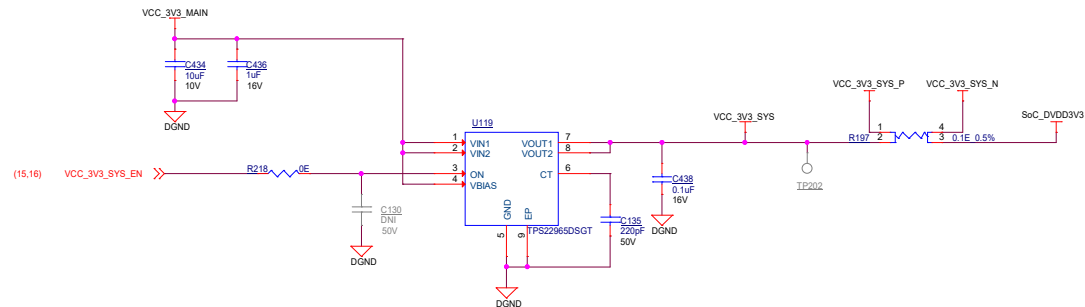 VCC_3V3_MAIN
C434
10uF
10V
C436
1uF
16V
DGND
U119
1 VIN1 VOUT1 7
2 VIN2 VOUT2 8
3 ON CT 6
4 VBIAS
GND EP
5 9
TPS22965DSGT
DGND
(15,16) VCC_3V3_SYS_EN R218 0E
C130
DNI
50V
DGND
C135
220pF
50V
VCC_3V3_SYS
C438
0.1uF
16V
DGND
TP202
VCC_3V3_SYS_P VCC_3V3_SYS_N
SoC_DVDD3V3
1 4
R197 2 3 0.1E 0.5%